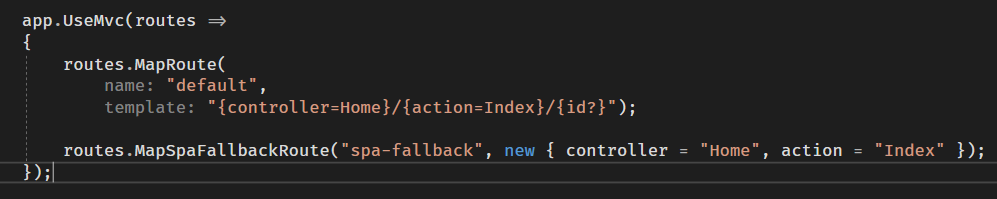 app.UseMvc(routes =>
{
    routes.MapRoute(
        name: "default",
        template: "{controller=Home}/{action=Index}/{id?}");

    routes.MapSpaFallbackRoute("spa-fallback", new { controller = "Home", action = "Index" });
});